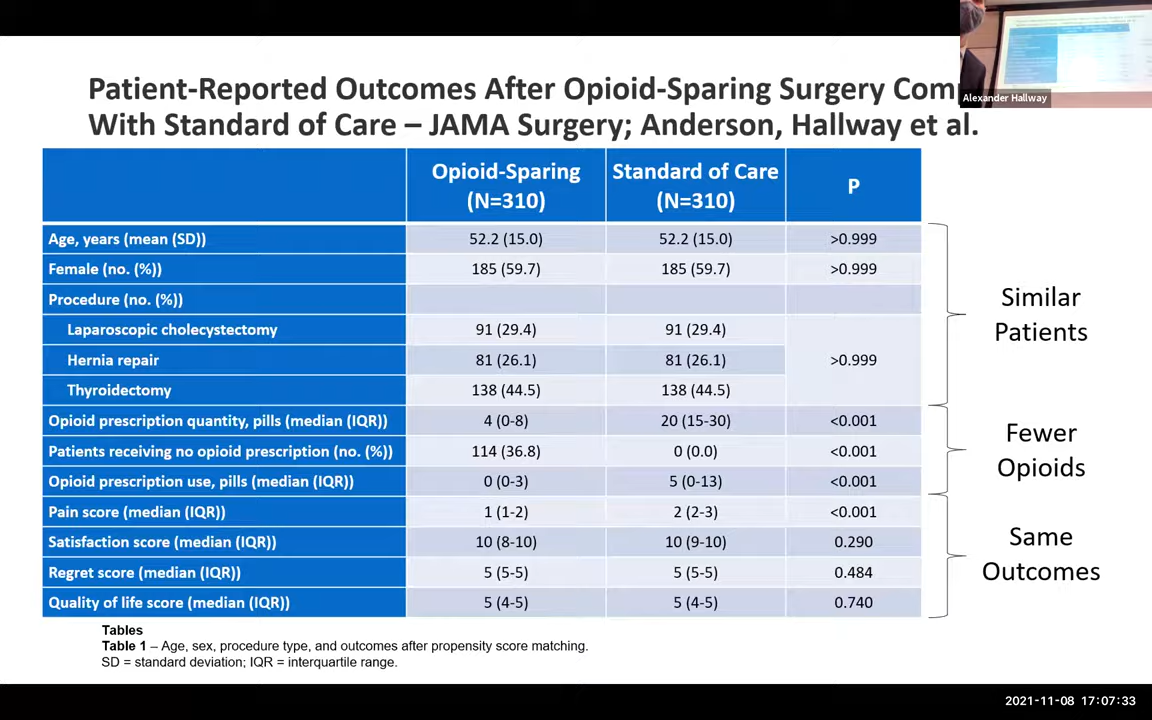 Patient-Reported Outcomes After Opioid-Sparing Surgery Com
Alexander Hallway
With Standard of Care – JAMA Surgery; Anderson, Hallway et al.
Opioid-Sparing (N=310) Standard of Care (N=310) P
Age, years (mean (SD)) 52.2 (15.0) 52.2 (15.0) >0.999
Female (no. (%)) 185 (59.7) 185 (59.7) >0.999
Procedure (no. (%))
Laparoscopic cholecystectomy 91 (29.4) 91 (29.4)
Hernia repair 81 (26.1) 81 (26.1) >0.999
Thyroidectomy 138 (44.5) 138 (44.5)
Similar
Patients
Opioid prescription quantity, pills (median (IQR)) 4 (0-8) 20 (15-30) <0.001
Patients receiving no opioid prescription (no. (%)) 114 (36.8) 0 (0.0) <0.001
Opioid prescription use, pills (median (IQR)) 0 (0-3) 5 (0-13) <0.001
Fewer
Opioids
Pain score (median (IQR)) 1 (1-2) 2 (2-3) <0.001
Satisfaction score (median (IQR)) 10 (8-10) 10 (9-10) 0.290
Regret score (median (IQR)) 5 (5-5) 5 (5-5) 0.484
Quality of life score (median (IQR)) 5 (4-5) 5 (4-5) 0.740
Same
Outcomes
Tables
Table 1 – Age, sex, procedure type, and outcomes after propensity score matching.
SD = standard deviation; IQR = interquartile range.
2021-11-08 17:07:33